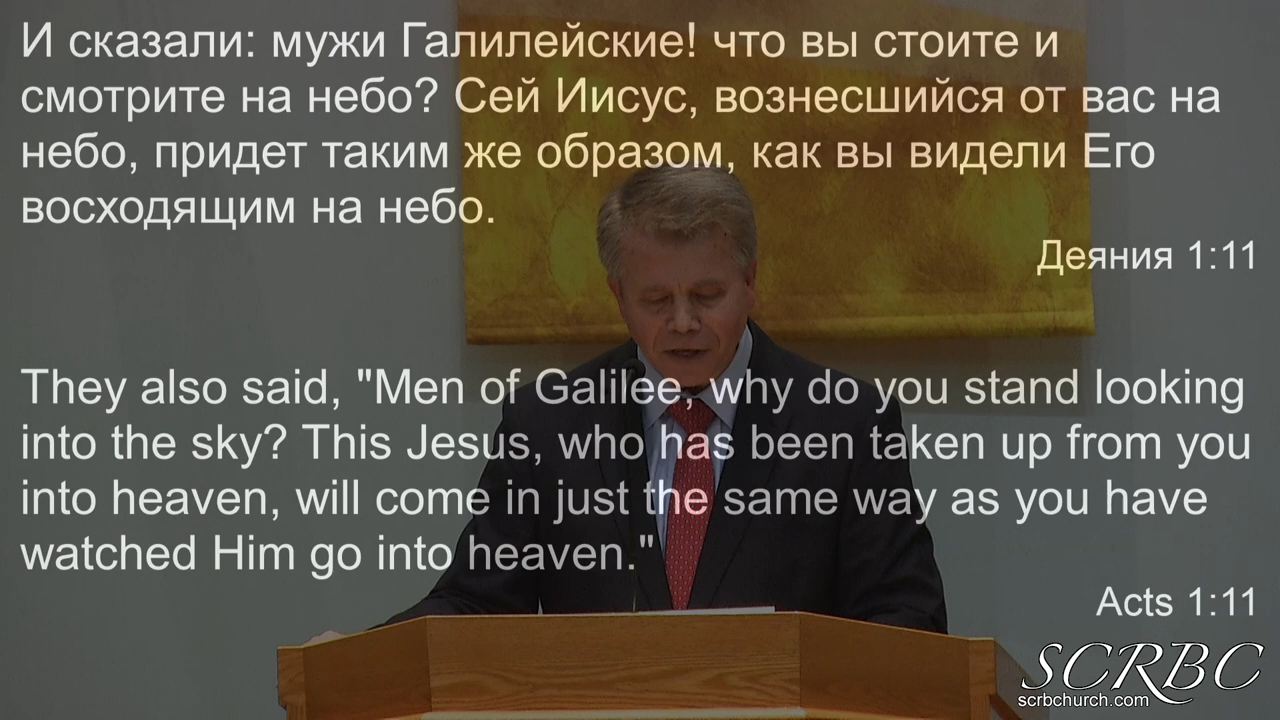 И сказали: мужи Галилейские! что вы стоите и
смотрите на небо? Сей Иисус, вознесшийся от вас на
небо, придет таким же образом, как вы видели Его
восходящим на небо.
Деяния 1:11
They also said, "Men of Galilee, why do you stand looking
into the sky? This Jesus, who has been taken up from you
into heaven, will come in just the same way as you have
watched Him go into heaven."
Acts 1:11
SCRBC
scrbchurch.com